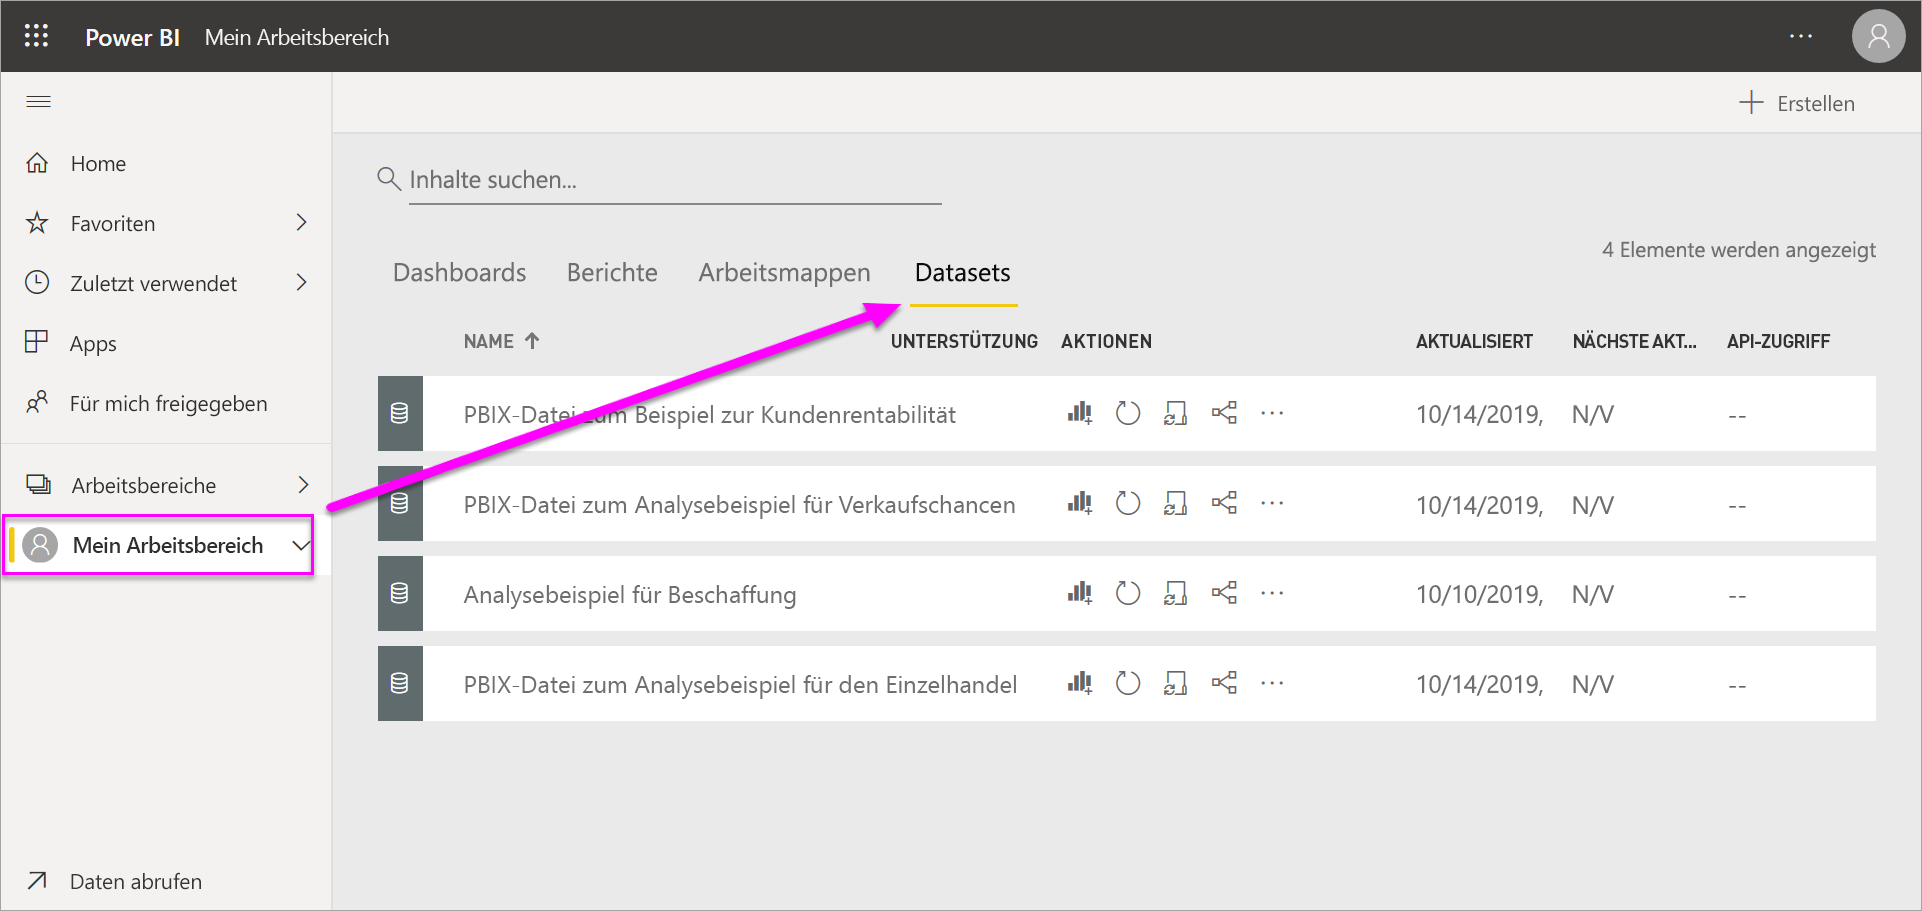 Power BI Mein Arbeitsbereich ···
Erstellen
Home
Favoriten
Zuletzt verwendet
Apps
Für mich freigegeben
Arbeitsbereiche
Mein Arbeitsbereich
Daten abrufen
Inhalte suchen...
4 Elemente werden angezeigt
Dashboards Berichte Arbeitsmappen Datasets
NAME UNTERSTÜTZUNG AKTIONEN AKTUALISIERT NÄCHSTE AKT... API-ZUGRIFF
PBIX-Datei zum Beispiel zur Kundenrentabilität ··· 10/14/2019, N/V --
PBIX-Datei zum Analysebeispiel für Verkaufschancen ··· 10/14/2019, N/V --
Analysebeispiel für Beschaffung ··· 10/10/2019, N/V --
PBIX-Datei zum Analysebeispiel für den Einzelhandel ··· 10/14/2019, N/V --